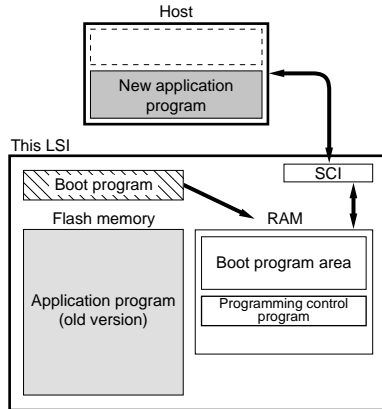 Host
New application
program
This LSI
SCI
Boot program
Flash memory
RAM
Application program
(old version)
Boot program area
Programming control
program